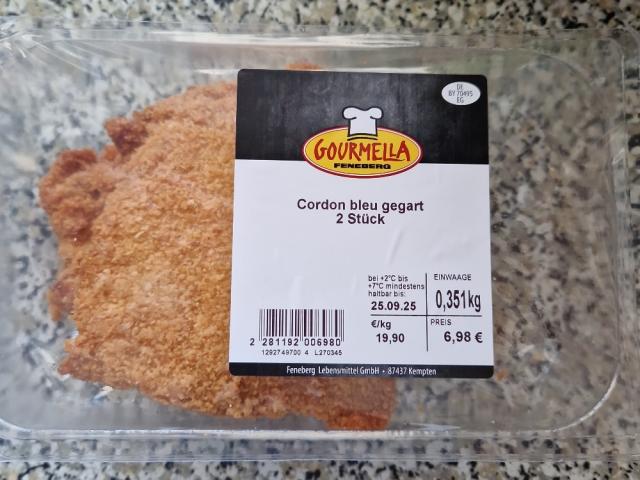 DE
BY 70495
EG
GOURMELLA
FENEBERG
Cordon bleu gegart
2 Stück
bei +2°C bis
+7°C mindestens
haltbar bis:
25.09.25
EINWAAGE
0,351kg
€/kg
19,90
PREIS
6,98 €
2 281192 006980
1292749700 4 L270345
Feneberg Lebensmittel GmbH • 87437 Kempten